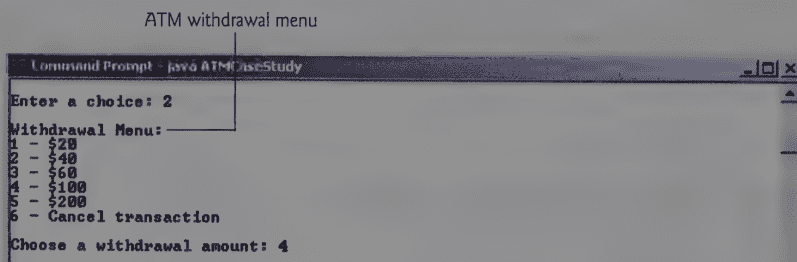 ATM withdrawal menu
Command Prompt - java ATMCaseStudy
Enter a choice: 2
Withdrawal Menu:
1 - $20
2 - $40
3 - $60
4 - $100
5 - $200
6 - Cancel transaction
Choose a withdrawal amount: 4